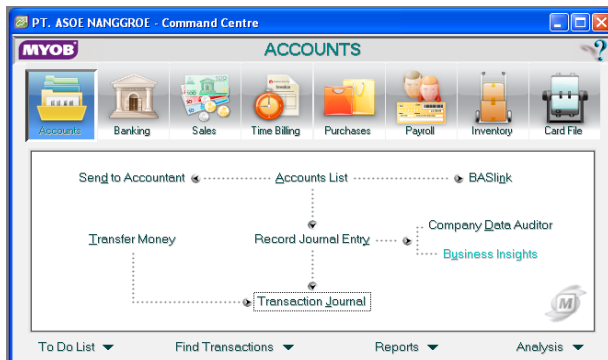 PT. ASOE NANGGROE - Command Centre
MYOB ACCOUNTS ?
Accounts Banking Sales Time Billing Purchases Payroll Inventory Card File
Send to Accountant Accounts List BASlink
Company Data Auditor
Transfer Money Record Journal Entry
Business Insights
Transaction Journal
M
To Do List Find Transactions Reports Analysis